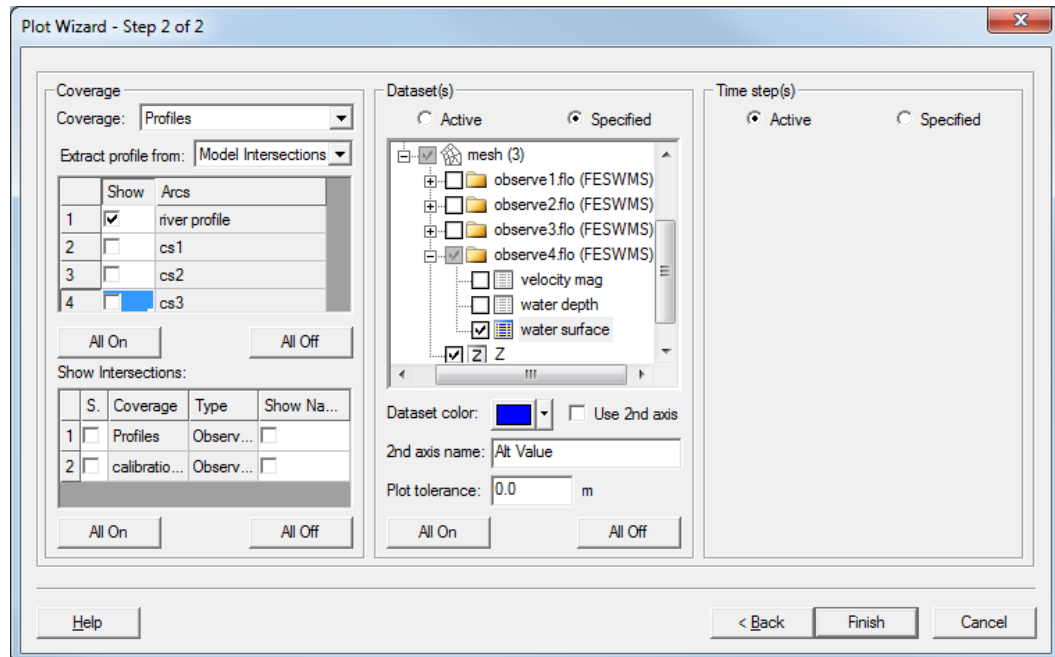 Plot Wizard - Step 2 of 2
Coverage
Coverage: Profiles
Extract profile from: Model Intersections
Show Arcs
1 river profile
2 cs1
3 cs2
4 cs3
All On All Off
Show Intersections:
S. Coverage Type Show Na...
1 Profiles Observ...
2 calibratio... Observ...
All On All Off
Dataset(s)
Active Specified
mesh (3)
observe1.flo (FESWMS)
observe2.flo (FESWMS)
observe3.flo (FESWMS)
observe4.flo (FESWMS)
velocity mag
water depth
water surface
Z Z
Dataset color: Use 2nd axis
2nd axis name: Alt Value
Plot tolerance: 0.0 m
All On All Off
Time step(s)
Active Specified
Help < Back Finish Cancel